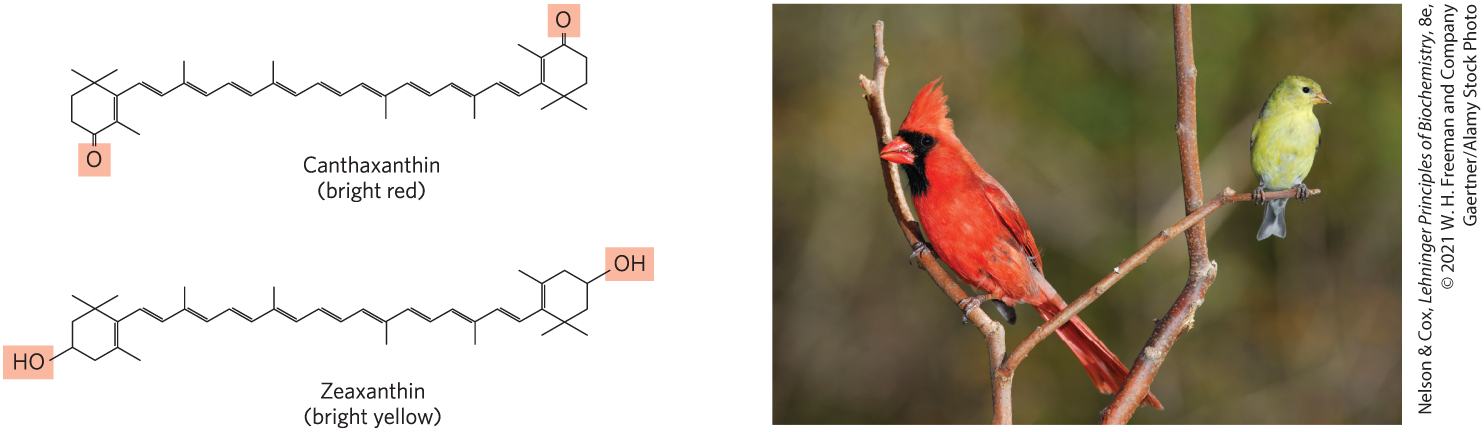 O
O
Canthaxanthin
(bright red)
OH
HO
Zeaxanthin
(bright yellow)
Nelson & Cox, Lehninger Principles of Biochemistry, 8e,
© 2021 W. H. Freeman and Company
Gaertner/Alamy Stock Photo